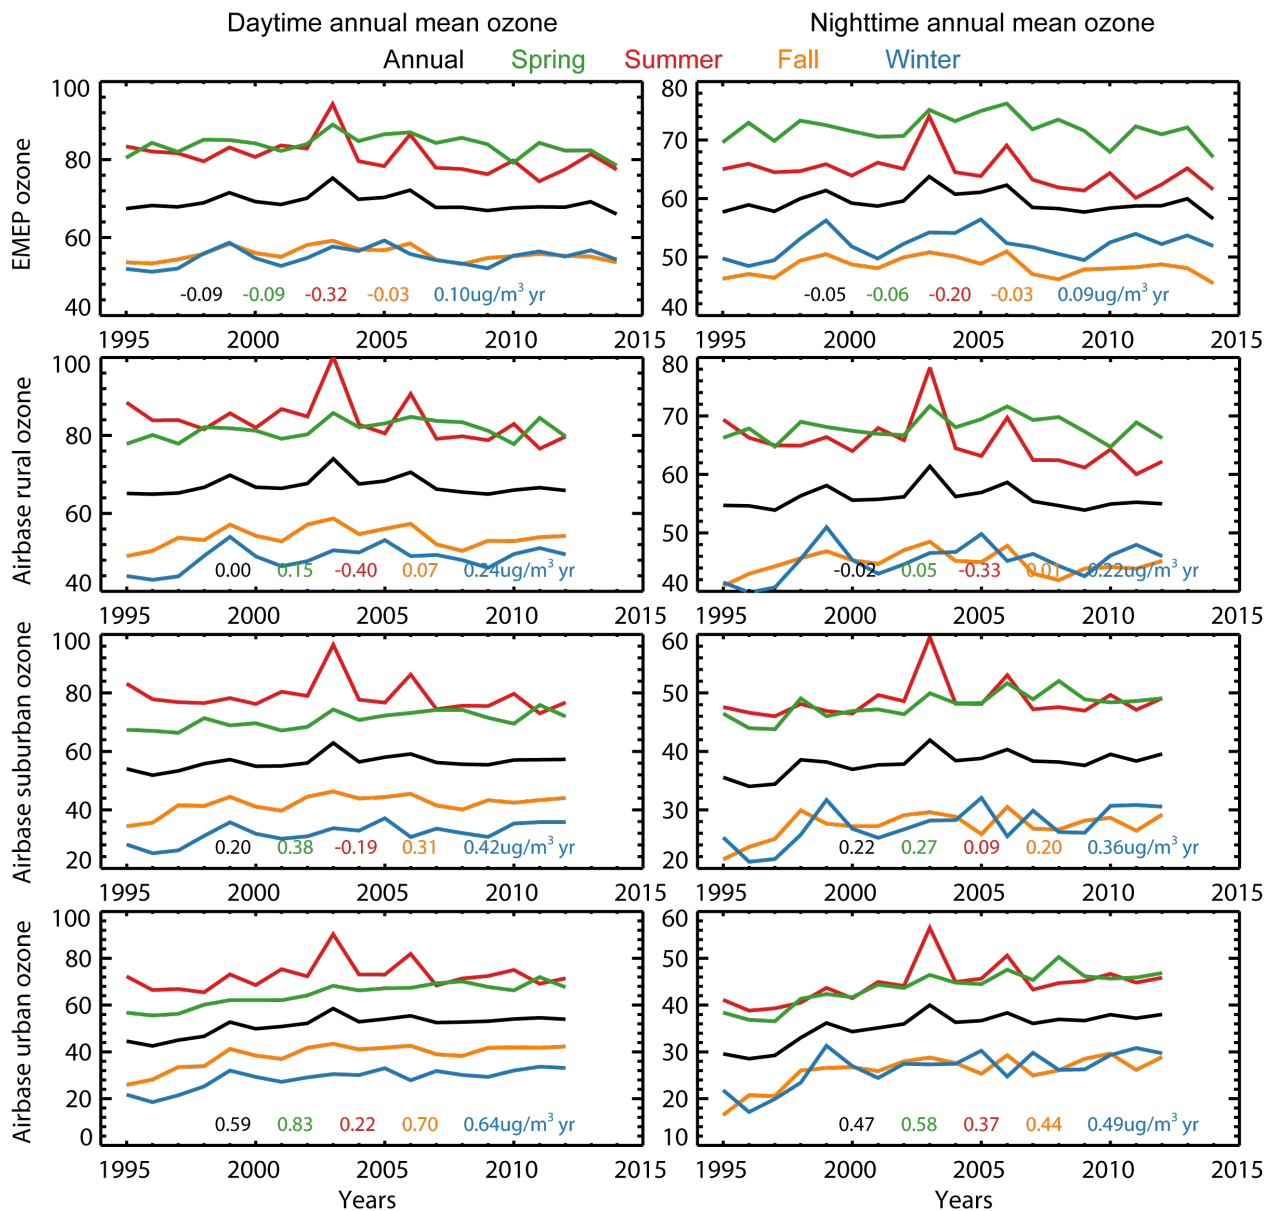 Daytime annual mean ozone Nighttime annual mean ozone
Annual Spring Summer Fall Winter
EMEP ozone
100
80
60
40
-0.09 -0.09 -0.32 -0.03 0.10ug/m³ yr
1995 2000 2005 2010 2015
80
70
60
50
40
-0.05 -0.06 -0.20 -0.03 0.09ug/m³ yr
1995 2000 2005 2010 2015
Airbase rural ozone
100
80
60
40
0.00 0.15 -0.40 0.07 0.24ug/m³ yr
1995 2000 2005 2010 2015
80
70
60
50
40
-0.02 0.05 -0.33 0.01 0.22ug/m³ yr
1995 2000 2005 2010 2015
Airbase suburban ozone
100
80
60
40
20
0.20 0.38 -0.19 0.31 0.42ug/m³ yr
1995 2000 2005 2010 2015
60
50
40
30
20
0.22 0.27 0.09 0.20 0.36ug/m³ yr
1995 2000 2005 2010 2015
Airbase urban ozone
100
80
60
40
20
0
0.59 0.83 0.22 0.70 0.64ug/m³ yr
1995 2000 2005 2010 2015
Years
60
50
40
30
20
10
0.47 0.58 0.37 0.44 0.49ug/m³ yr
1995 2000 2005 2010 2015
Years